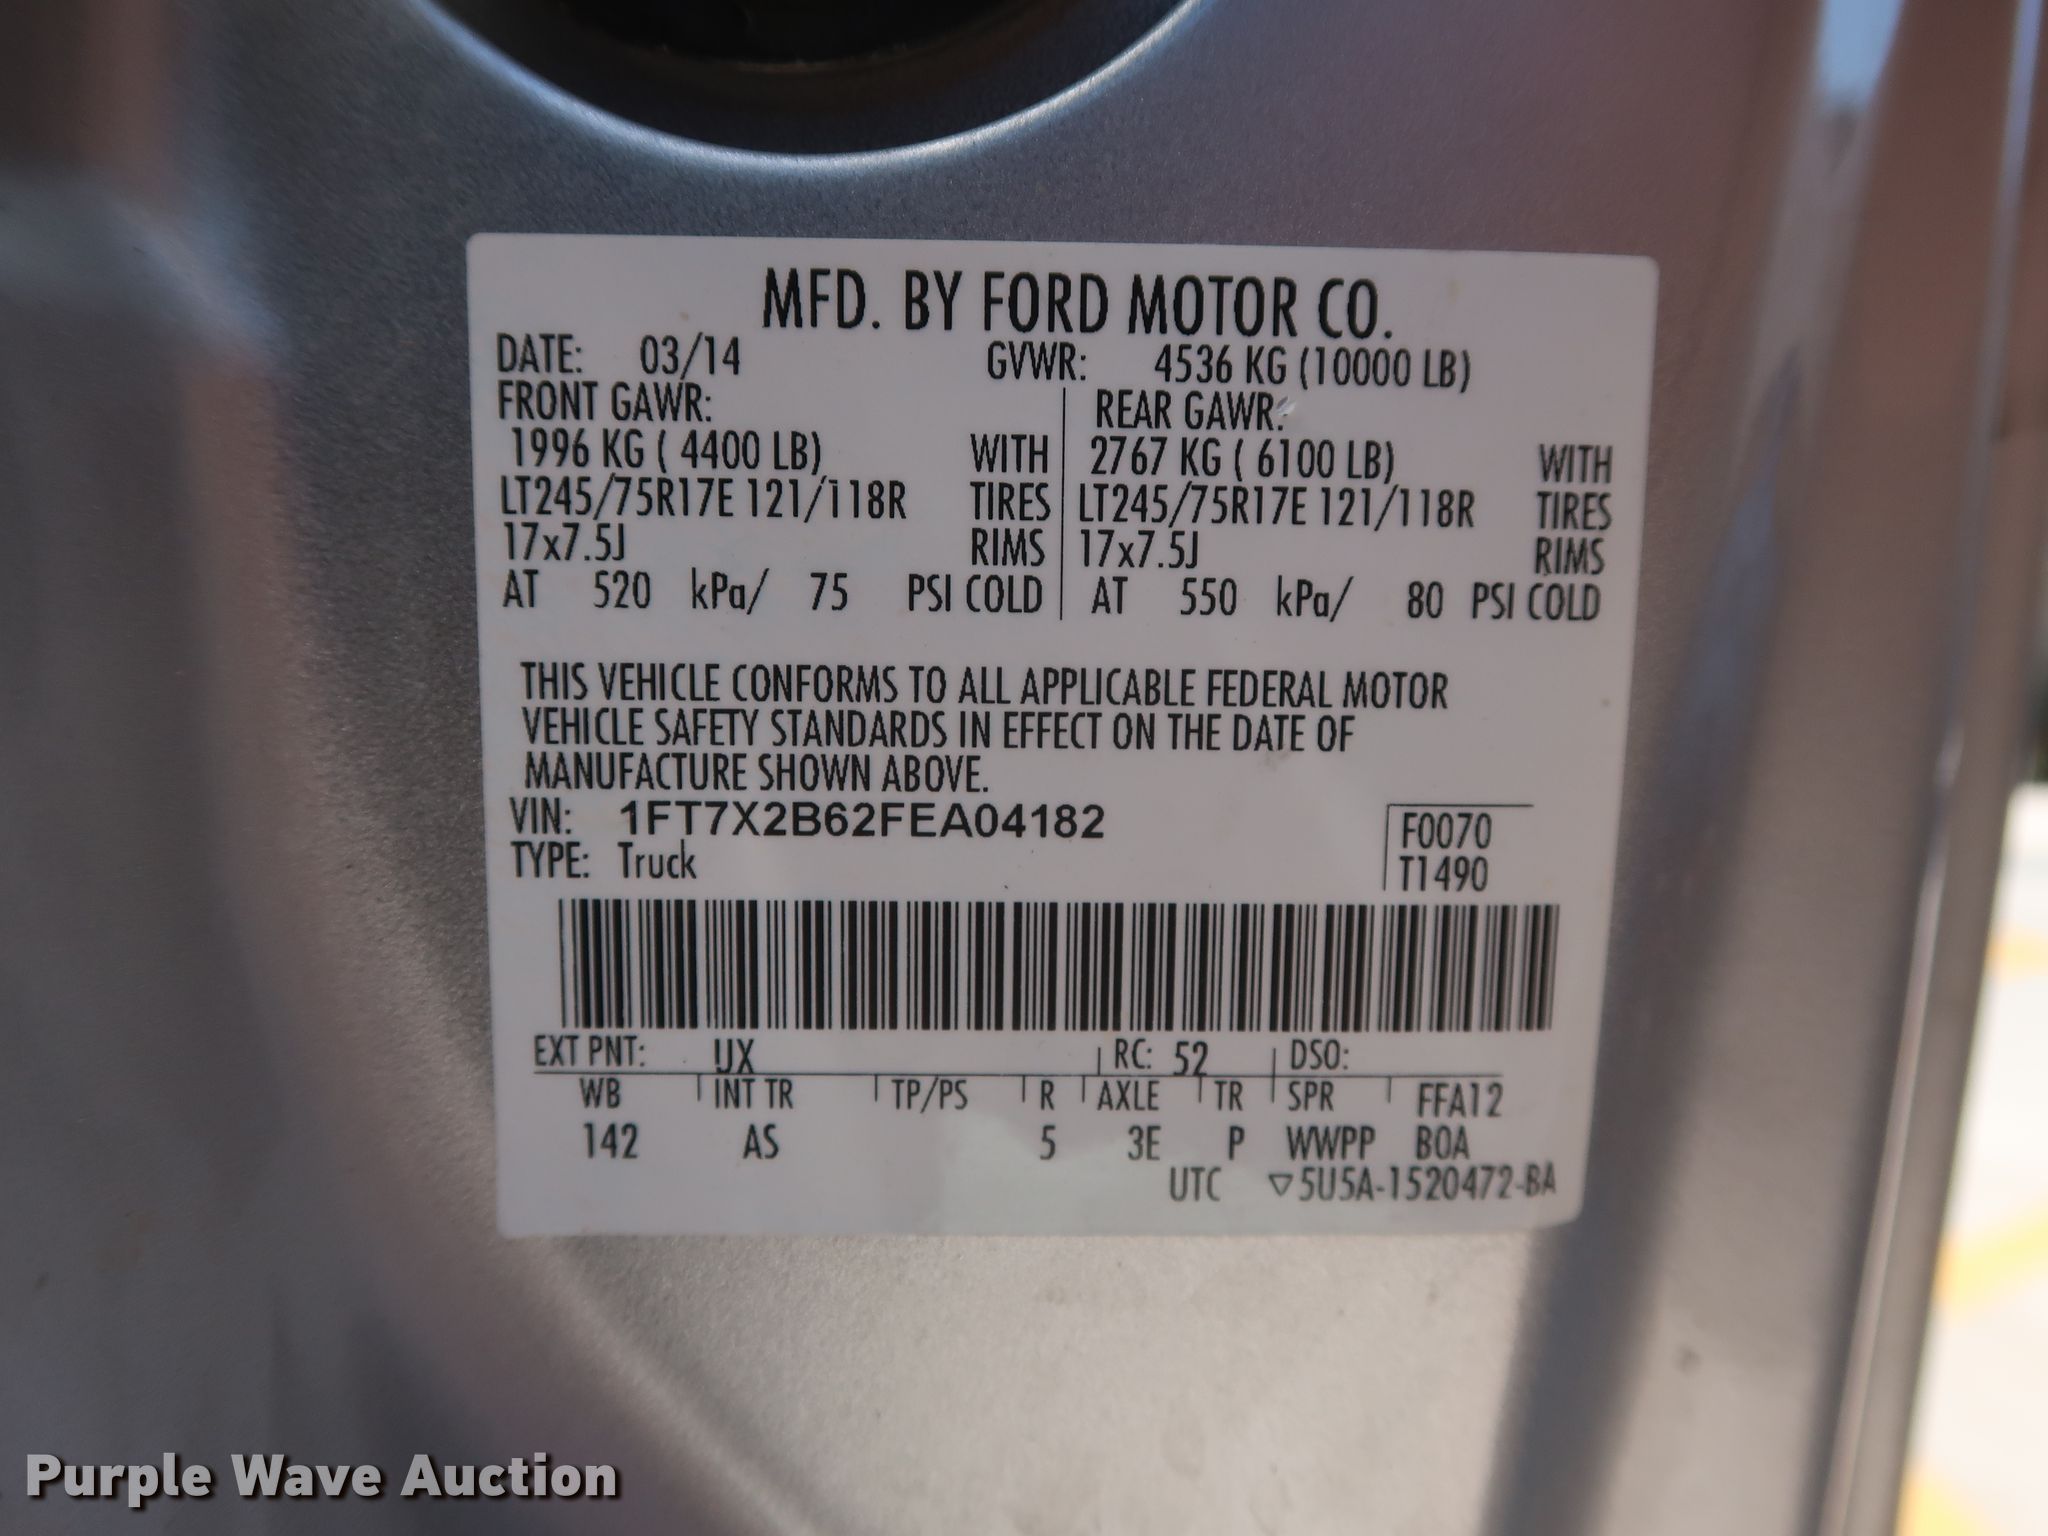 MFD. BY FORD MOTOR CO.
DATE: 03/14 GVWR: 4536 KG (10000 LB)
FRONT GAWR: REAR GAWR:
1996 KG ( 4400 LB) WITH 2767 KG ( 6100 LB) WITH
LT245/75R17E 121/118R TIRES LT245/75R17E 121/118R TIRES
17x7.5J RIMS 17x7.5J RIMS
AT 520 kPa/ 75 PSI COLD AT 550 kPa/ 80 PSI COLD
THIS VEHICLE CONFORMS TO ALL APPLICABLE FEDERAL MOTOR
VEHICLE SAFETY STANDARDS IN EFFECT ON THE DATE OF
MANUFACTURE SHOWN ABOVE.
VIN: 1FT7X2B62FEA04182 F0070
TYPE: Truck T1490
EXT PNT: UX RC: 52 DSO:
WB INT TR TP/PS R AXLE TR SPR FFA12
142 AS 5 3E P WWPP BOA
UTC ▽5U5A-1520472-BA
Purple Wave Auction